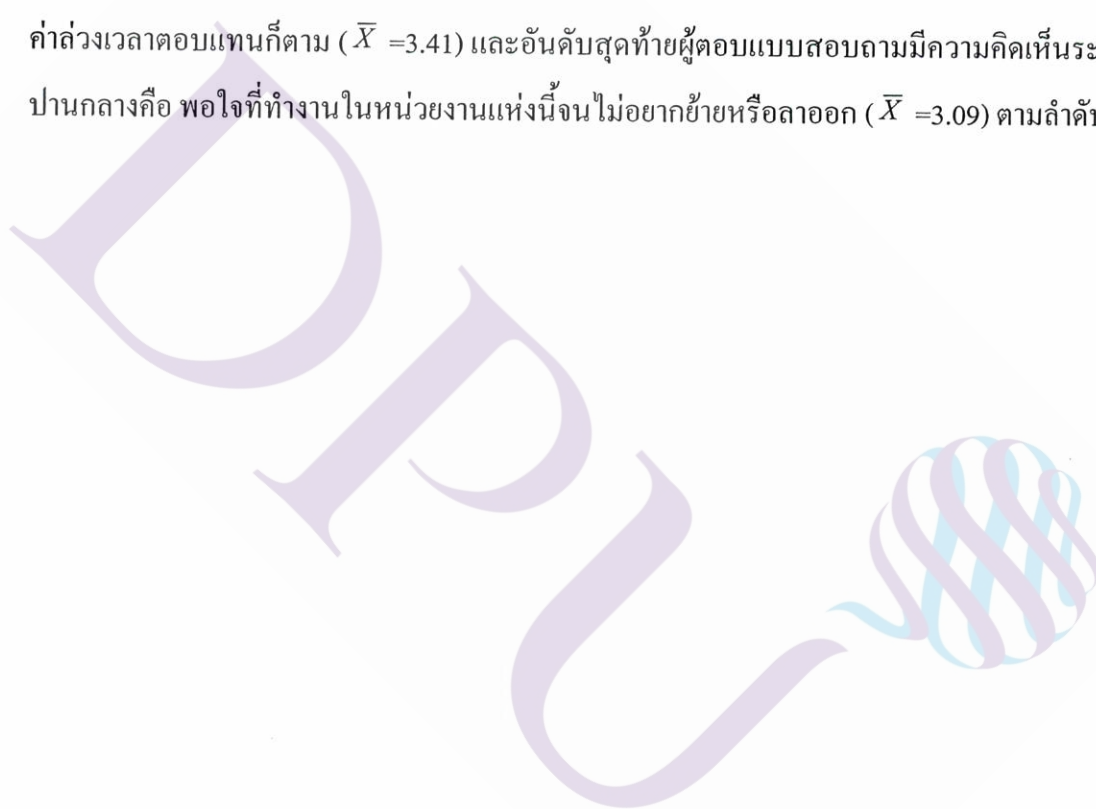 ค่าล่วงเวลาตอบแทนก็ตาม ( X̄ =3.41) และอันดับสุดท้ายผู้ตอบแบบสอบถามมีความคิดเห็นระ
ปานกลางคือ พอใจที่ทำงานในหน่วยงานแห่งนี้จนไม่อยากย้ายหรือลาออก ( X̄ =3.09) ตามลำดับ
DPU